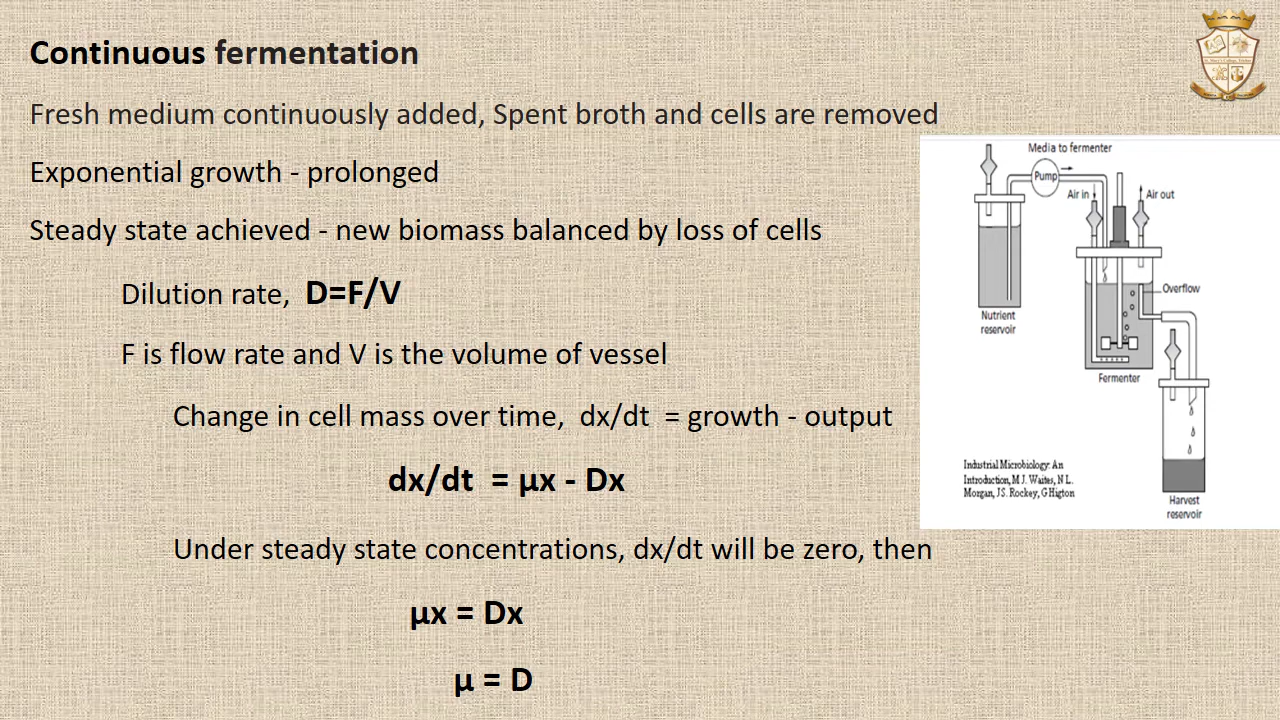 Continuous fermentation
Fresh medium continuously added, Spent broth and cells are removed
Exponential growth - prolonged
Steady state achieved - new biomass balanced by loss of cells
Dilution rate, D=F/V
F is flow rate and V is the volume of vessel
Change in cell mass over time, dx/dt = growth - output
dx/dt = µx - Dx
Under steady state concentrations, dx/dt will be zero, then
µx = Dx
µ = D
Media to fermenter
Pump
Air in
Air out
Overflow
Nutrient
reservoir
Fermenter
Harvest
reservoir
Industrial Microbiology: An
Introduction, M.J. Waites, N L.
Morgan, J.S. Rockey, G Higton